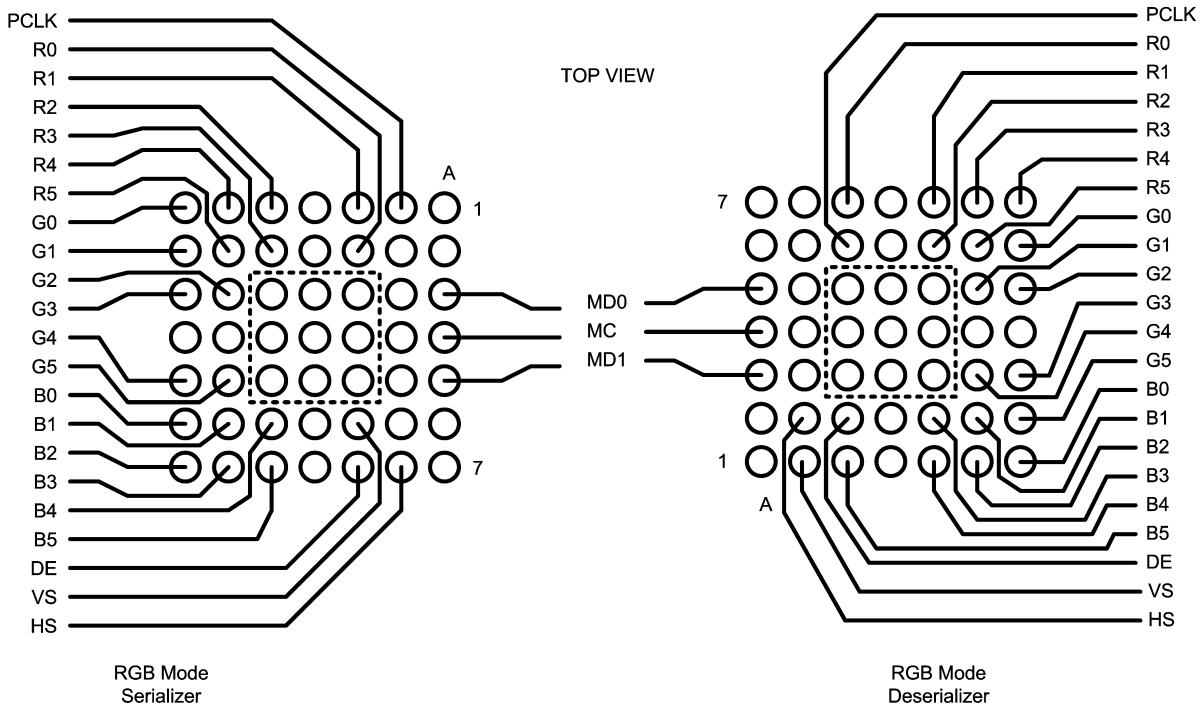 PCLK
R0
R1
R2
R3
R4
R5
G0
G1
G2
G3
G4
G5
B0
B1
B2
B3
B4
B5
DE
VS
HS
A
1
7
RGB Mode
Serializer
TOP VIEW
MD0
MC
MD1
7
1
A
PCLK
R0
R1
R2
R3
R4
R5
G0
G1
G2
G3
G4
G5
B0
B1
B2
B3
B4
B5
DE
VS
HS
RGB Mode
Deserializer